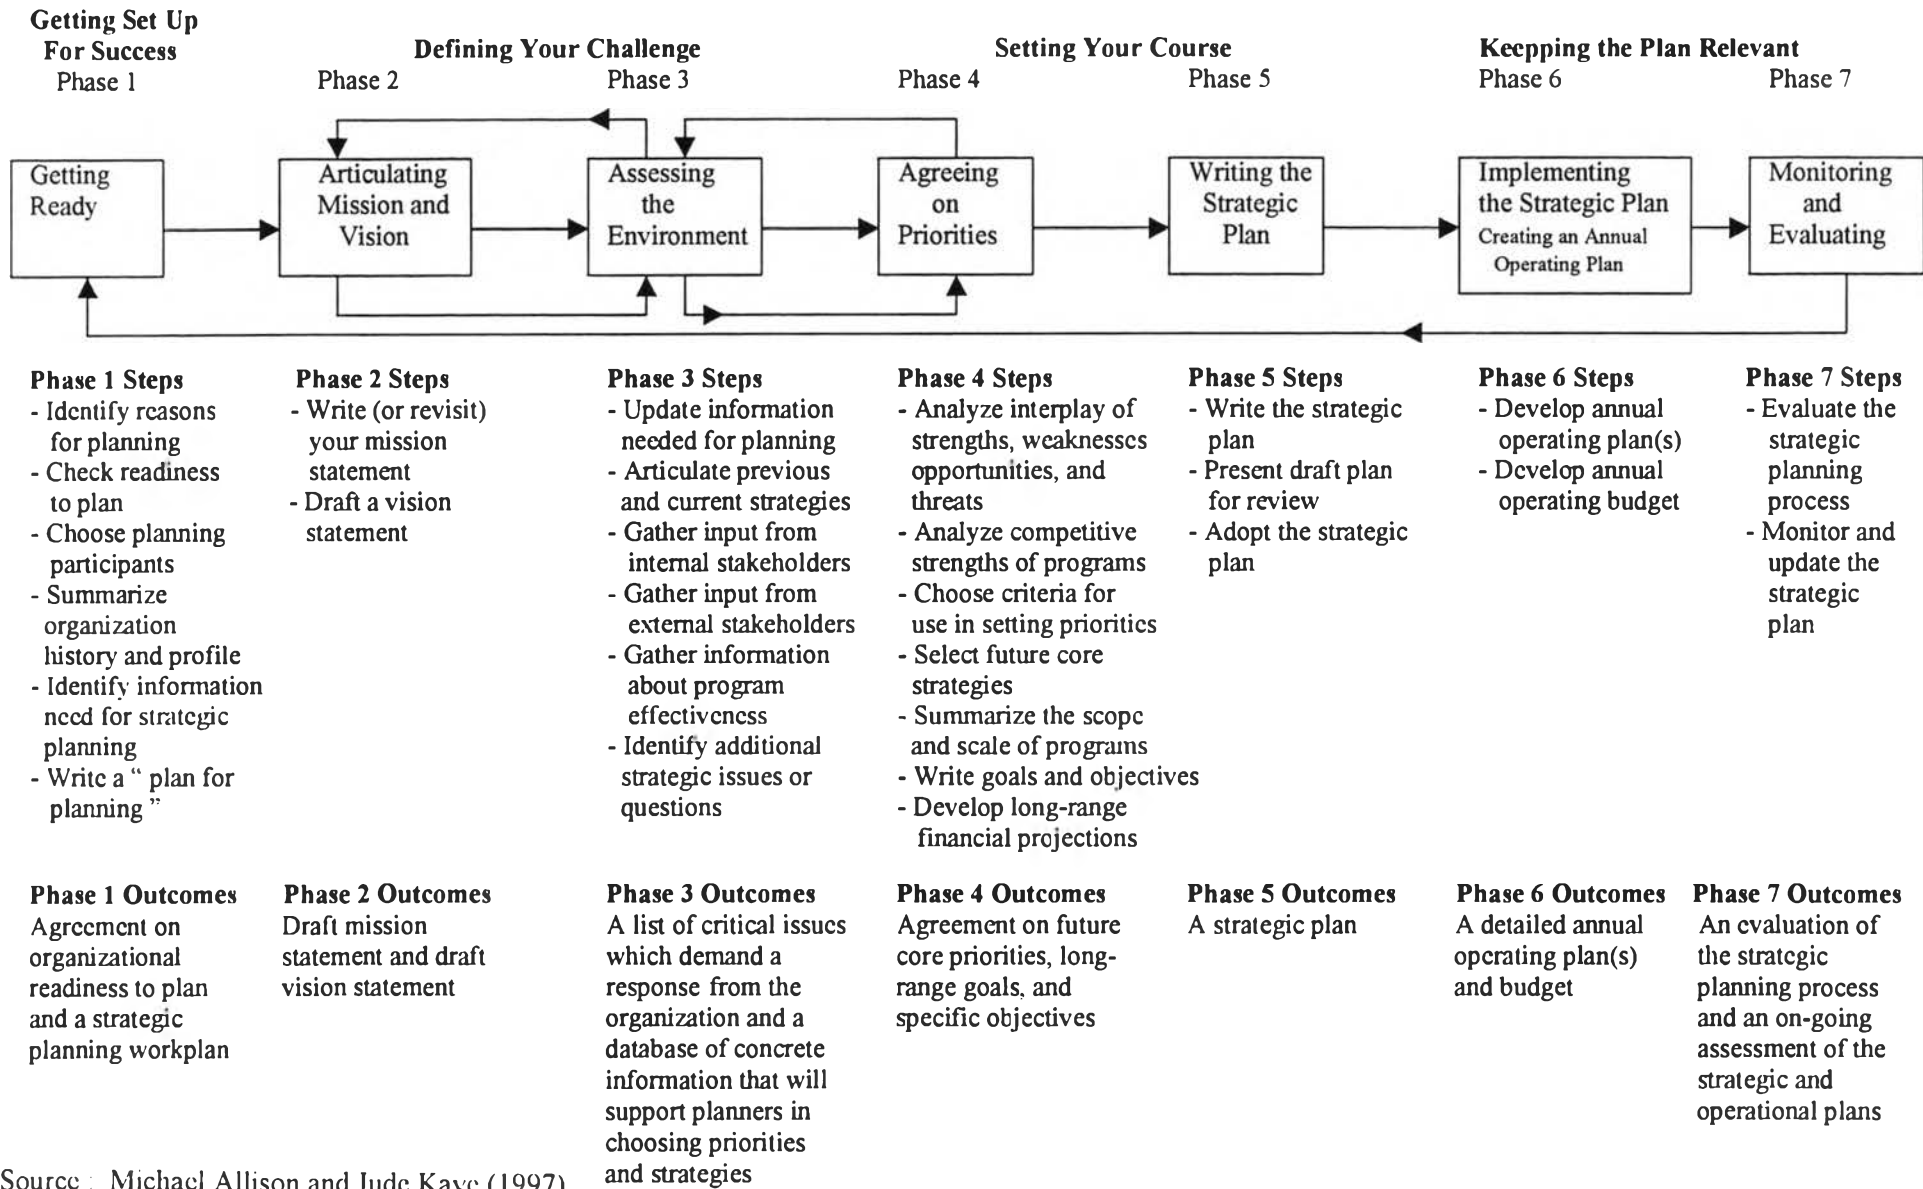 Getting Set Up
For Success
Phase 1
Defining Your Challenge
Phase 2
Phase 3
Setting Your Course
Phase 4
Phase 5
Keepping the Plan Relevant
Phase 6
Phase 7
Getting
Ready
Articulating
Mission and
Vision
Assessing
the
Environment
Agreeing
on
Priorities
Writing the
Strategic
Plan
Implementing
the Strategic Plan
Creating an Annual
Operating Plan
Monitoring
and
Evaluating
Phase 1 Steps
- Identify reasons
for planning
- Check readiness
to plan
- Choose planning
participants
- Summarize
organization
history and profile
- Identify information
need for strategic
planning
- Write a “ plan for
planning ”
Phase 2 Steps
- Write (or revisit)
your mission
statement
- Draft a vision
statement
Phase 3 Steps
- Update information
needed for planning
- Articulate previous
and current strategies
- Gather input from
internal stakeholders
- Gather input from
external stakeholders
- Gather information
about program
effectiveness
- Identify additional
strategic issues or
questions
Phase 4 Steps
- Analyze interplay of
strengths, weaknesses
opportunities, and
threats
- Analyze competitive
strengths of programs
- Choose criteria for
use in setting priorities
- Select future core
strategies
- Summarize the scope
and scale of programs
- Write goals and objectives
- Develop long-range
financial projections
Phase 5 Steps
- Write the strategic
plan
- Present draft plan
for review
- Adopt the strategic
plan
Phase 6 Steps
- Develop annual
operating plan(s)
- Develop annual
operating budget
Phase 7 Steps
- Evaluate the
strategic
planning
process
- Monitor and
update the
strategic
plan
Phase 1 Outcomes
Agreement on
organizational
readiness to plan
and a strategic
planning workplan
Phase 2 Outcomes
Draft mission
statement and draft
vision statement
Phase 3 Outcomes
A list of critical issues
which demand a
response from the
organization and a
database of concrete
information that will
support planners in
choosing priorities
and strategies
Phase 4 Outcomes
Agreement on future
core priorities, long-
range goals, and
specific objectives
Phase 5 Outcomes
A strategic plan
Phase 6 Outcomes
A detailed annual
operating plan(s)
and budget
Phase 7 Outcomes
An evaluation of
the strategic
planning process
and an on-going
assessment of the
strategic and
operational plans
Source : Michael Allison and Jude Kaye (1997)